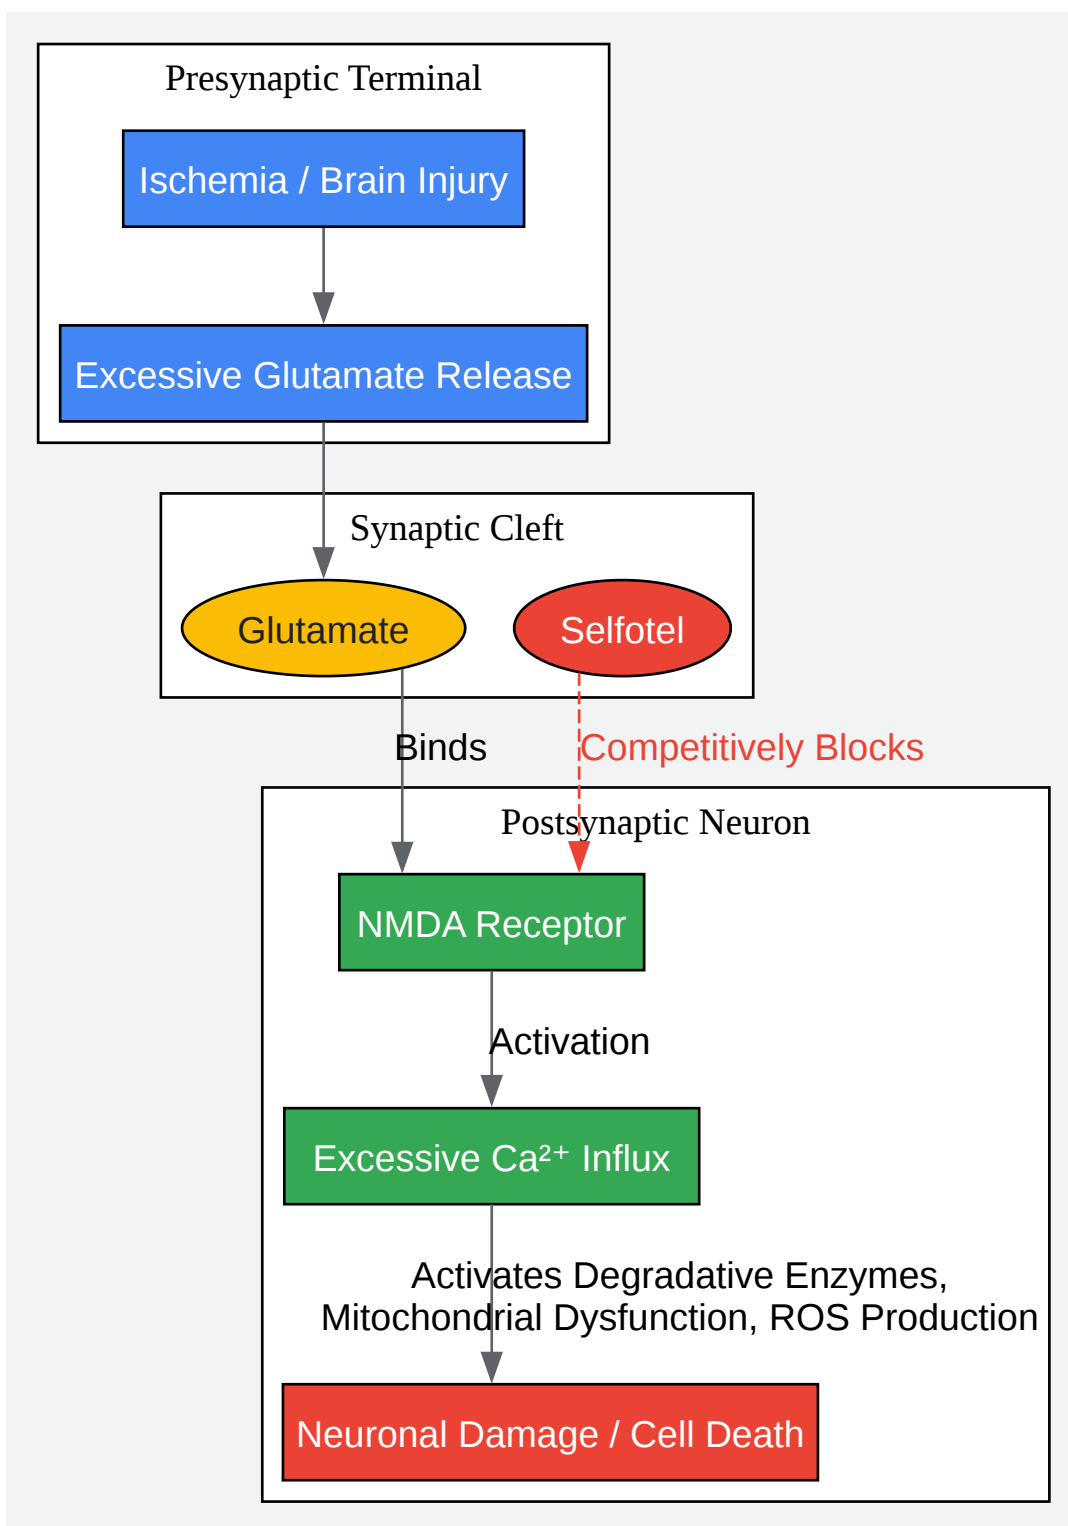 Presynaptic Terminal
Ischemia / Brain Injury
Excessive Glutamate Release
Synaptic Cleft
Glutamate
Selfotel
Binds
Competitively Blocks
Postsynaptic Neuron
NMDA Receptor
Activation
Excessive Ca²⁺ Influx
Activates Degradative Enzymes,
Mitochondrial Dysfunction, ROS Production
Neuronal Damage / Cell Death